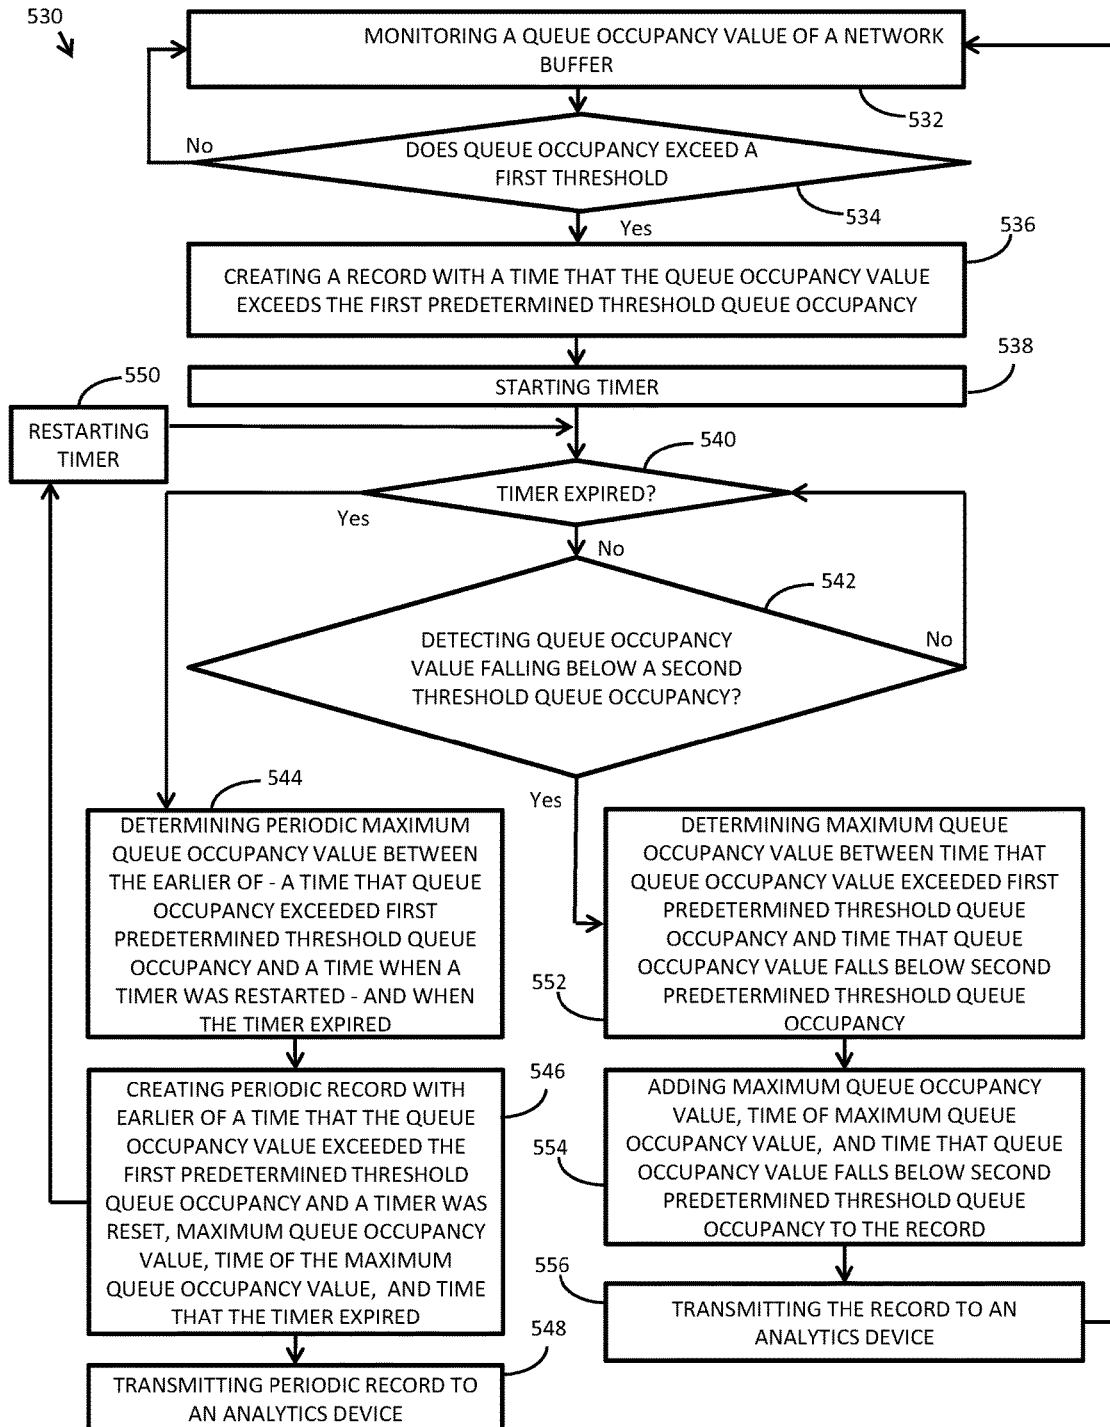 530
MONITORING A QUEUE OCCUPANCY VALUE OF A NETWORK
BUFFER
532
No
DOES QUEUE OCCUPANCY EXCEED A
FIRST THRESHOLD
534
Yes
536
CREATING A RECORD WITH A TIME THAT THE QUEUE OCCUPANCY VALUE
EXCEEDS THE FIRST PREDETERMINED THRESHOLD QUEUE OCCUPANCY
538
STARTING TIMER
550
RESTARTING
TIMER
540
TIMER EXPIRED?
Yes
No
542
DETECTING QUEUE OCCUPANCY
VALUE FALLING BELOW A SECOND
THRESHOLD QUEUE OCCUPANCY?
No
Yes
544
DETERMINING PERIODIC MAXIMUM
QUEUE OCCUPANCY VALUE BETWEEN
THE EARLIER OF - A TIME THAT QUEUE
OCCUPANCY EXCEEDED FIRST
PREDETERMINED THRESHOLD QUEUE
OCCUPANCY AND A TIME WHEN A
TIMER WAS RESTARTED - AND WHEN
THE TIMER EXPIRED
DETERMINING MAXIMUM QUEUE
OCCUPANCY VALUE BETWEEN TIME THAT
QUEUE OCCUPANCY VALUE EXCEEDED FIRST
PREDETERMINED THRESHOLD QUEUE
OCCUPANCY AND TIME THAT QUEUE
OCCUPANCY VALUE FALLS BELOW SECOND
PREDETERMINED THRESHOLD QUEUE
OCCUPANCY
552
546
CREATING PERIODIC RECORD WITH
EARLIER OF A TIME THAT THE QUEUE
OCCUPANCY VALUE EXCEEDED THE
FIRST PREDETERMINED THRESHOLD
QUEUE OCCUPANCY AND A TIMER WAS
RESET, MAXIMUM QUEUE OCCUPANCY
VALUE, TIME OF THE MAXIMUM
QUEUE OCCUPANCY VALUE, AND TIME
THAT THE TIMER EXPIRED
554
ADDING MAXIMUM QUEUE OCCUPANCY
VALUE, TIME OF MAXIMUM QUEUE
OCCUPANCY VALUE, AND TIME THAT QUEUE
OCCUPANCY VALUE FALLS BELOW SECOND
PREDETERMINED THRESHOLD QUEUE
OCCUPANCY TO THE RECORD
556
TRANSMITTING THE RECORD TO AN
ANALYTICS DEVICE
548
TRANSMITTING PERIODIC RECORD TO
AN ANALYTICS DEVICE